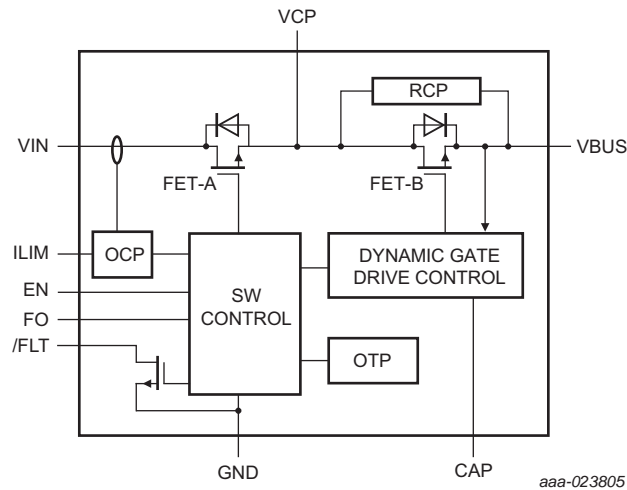 VCP
RCP
VIN
VBUS
FET-A
FET-B
ILIM
OCP
DYNAMIC GATE
DRIVE CONTROL
EN
SW
CONTROL
FO
/FLT
OTP
GND
CAP
aaa-023805